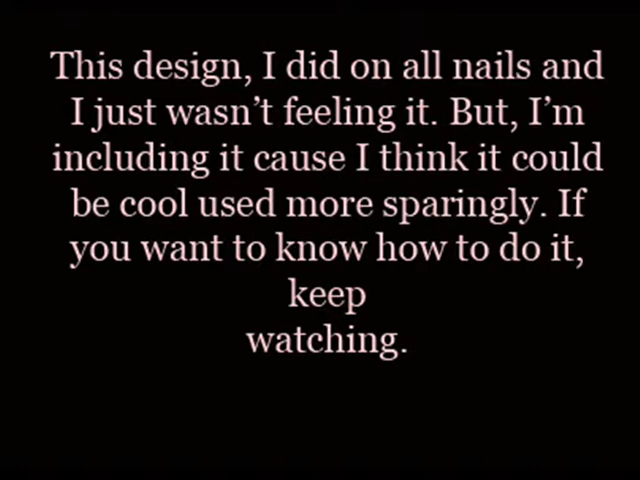 This design, I did on all nails and
I just wasn’t feeling it. But, I’m
including it cause I think it could
be cool used more sparingly. If
you want to know how to do it,
keep
watching.